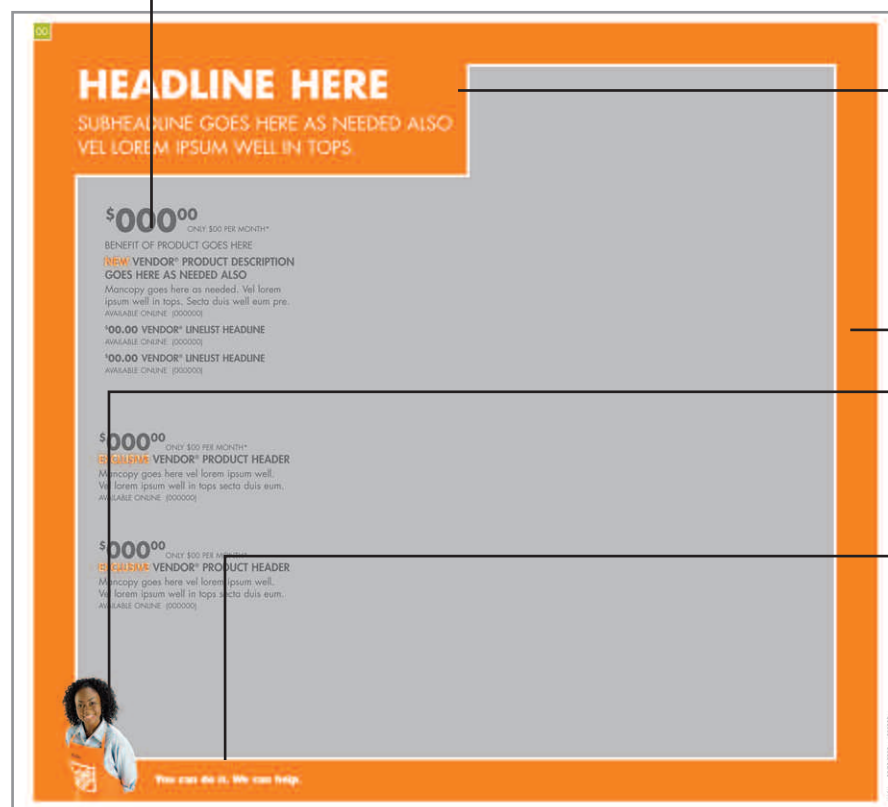 00
HEADLINE HERE
SUBHEADLINE GOES HERE AS NEEDED ALSO
VEL LOREM IPSUM WELL IN TOPS
$00000
ONLY $00 PER MONTH*
BENEFIT OF PRODUCT GOES HERE
NEW VENDOR® PRODUCT DESCRIPTION
GOES HERE AS NEEDED ALSO
Mancopy goes here as needed. Vel lorem
ipsum well in tops. Secta duis well eum pre.
AVAILABLE ONLINE (000000)
$00.00 VENDOR® LINELIST HEADLINE
AVAILABLE ONLINE (000000)
$00.00 VENDOR® LINELIST HEADLINE
AVAILABLE ONLINE (000000)
$00000
ONLY $00 PER MONTH*
EXCLUSIVE VENDOR® PRODUCT HEADER
Mancopy goes here vel lorem ipsum well.
Vel lorem ipsum well in tops secta duis eum.
AVAILABLE ONLINE (000000)
$00000
ONLY $00 PER MONTH*
EXCLUSIVE VENDOR® PRODUCT HEADER
Mancopy goes here vel lorem ipsum well.
Vel lorem ipsum well in tops secta duis eum.
AVAILABLE ONLINE (000000)
You can do it. We can help.